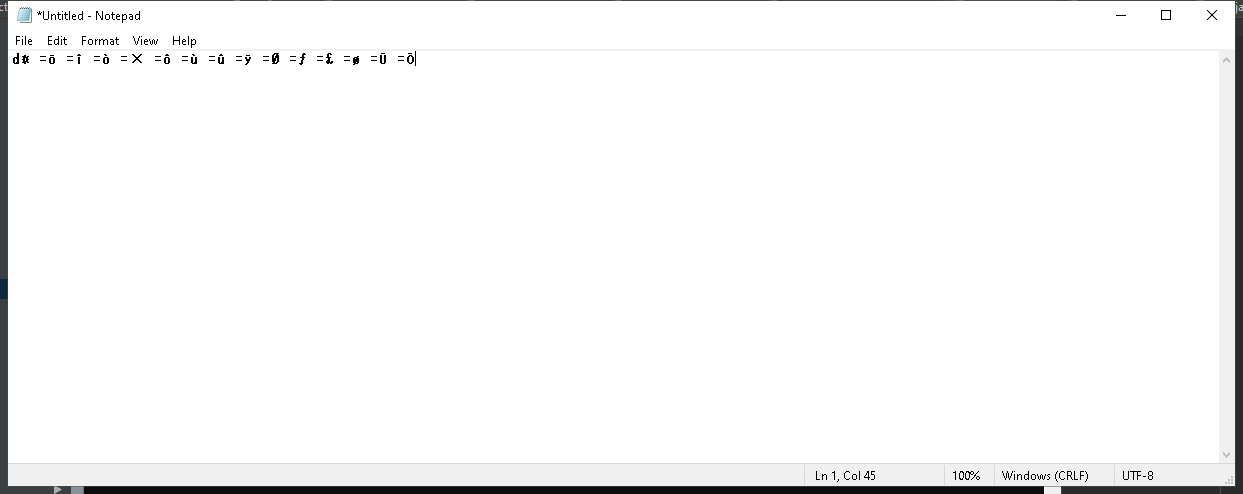 *Untitled - Notepad
File Edit Format View Help
d¤ =õ =î =ò =× =ô =ù =û =ÿ =Ø =ƒ =£ =ø =Ü =Ö
Ln 1, Col 45 100% Windows (CRLF) UTF-8